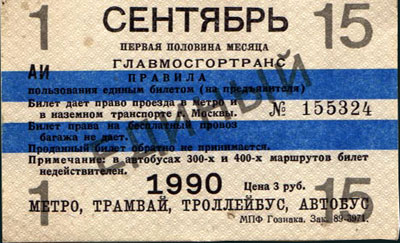 1 СЕНТЯБРЬ 15
ПЕРВАЯ ПОЛОВИНА МЕСЯЦА
ГЛАВМОСГОРТРАНС
АИ ПРАВИЛА
пользования единым билетом (на предъявителя)
Билет дает право проезда в метро и
в наземном транспорте г. Москвы.
№ 155324
Билет права на бесплатный провоз
багажа не дает.
Проданный билет обратно не принимается.
Примечание: в автобусах 300-х и 400-х маршрутов билет
недействителен.
ЕДИНЫЙ
1 1990 Цена 3 руб. 15
МЕТРО, ТРАМВАЙ, ТРОЛЛЕЙБУС, АВТОБУС
МПФ Гознака. Зак. 89-3971.